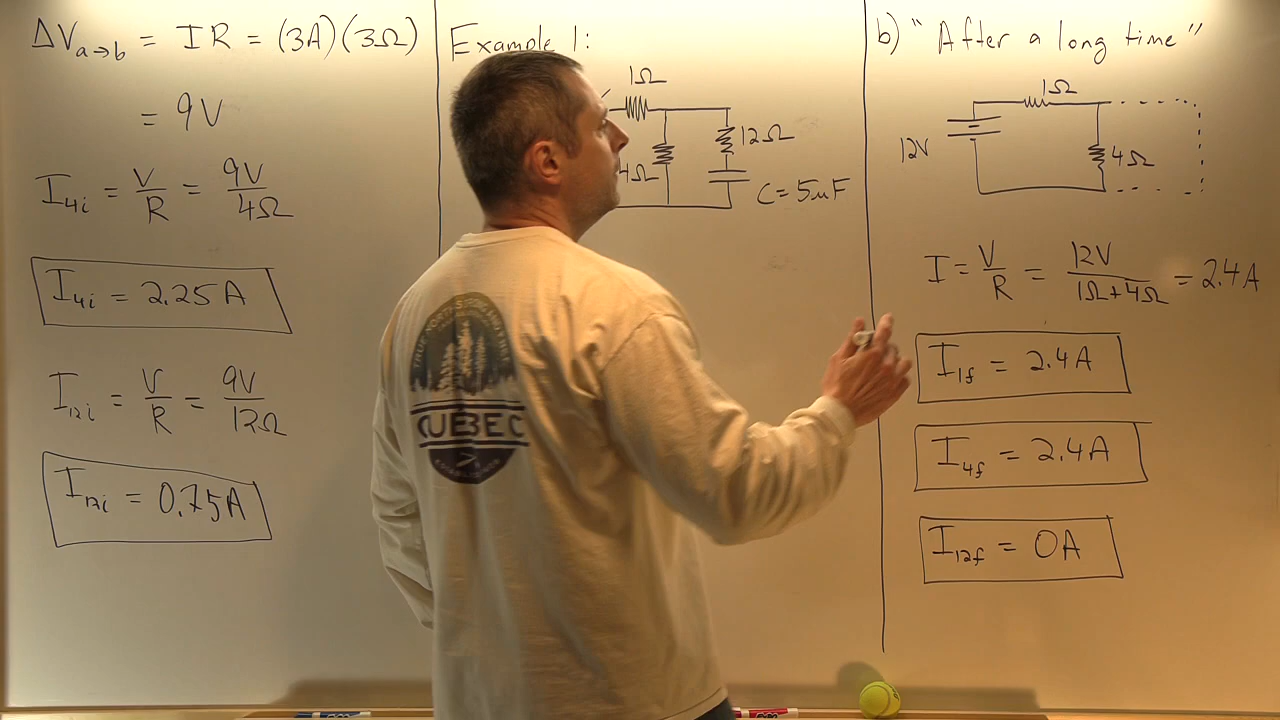 ΔV a→b = IR = (3A)(3Ω)
= 9V
I4i = V/R = 9V/4Ω
I4i = 2.25A
I12i = V/R = 9V/12Ω
I12i = 0.75A
Example 1:
1Ω
12Ω
4Ω
C = 5μF
QUEBEC
b) "After a long time"
1Ω
12V
4Ω
I = V/R = 12V/1Ω+4Ω = 2.4A
I1f = 2.4A
I4f = 2.4A
I12f = 0A